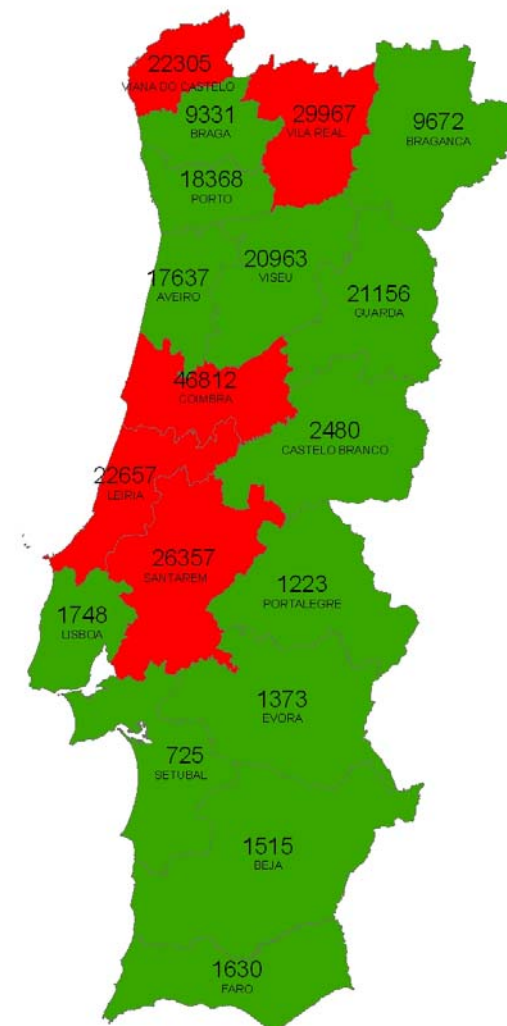 22305
VIANA DO CASTELO
9331
BRAGA
29967
VILA REAL
9672
BRAGANCA
18368
PORTO
20963
VISEU
17637
AVEIRO
21156
GUARDA
46812
COIMBRA
2480
CASTELO BRANCO
22657
LEIRIA
26357
SANTAREM
1223
PORTALEGRE
1748
LISBOA
1373
EVORA
725
SETUBAL
1515
BEJA
1630
FARO